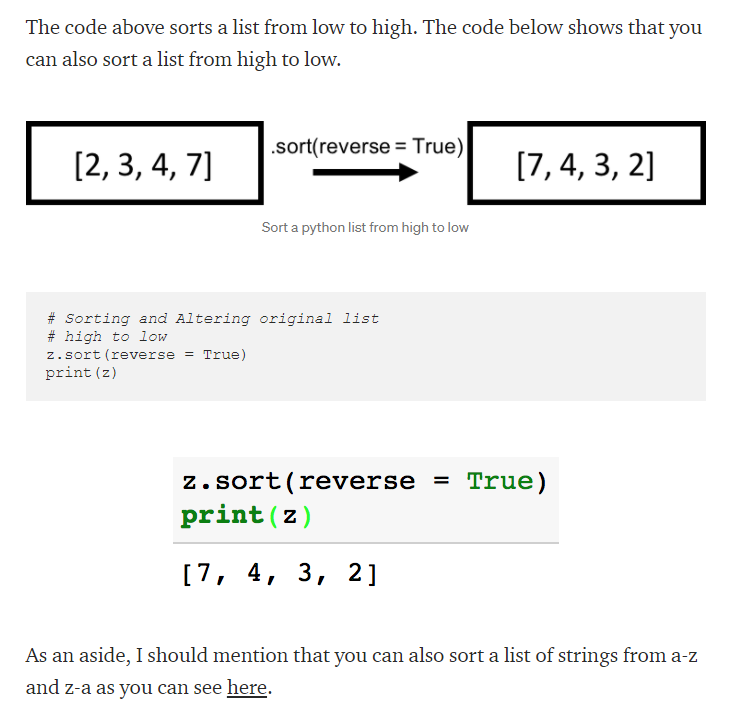 The code above sorts a list from low to high. The code below shows that you
can also sort a list from high to low.
[2, 3, 4, 7] .sort(reverse = True) [7, 4, 3, 2]
Sort a python list from high to low
# Sorting and Altering original list
# high to low
z.sort(reverse = True)
print(z)
z.sort(reverse = True)
print(z)
[7, 4, 3, 2]
As an aside, I should mention that you can also sort a list of strings from a-z
and z-a as you can see here.